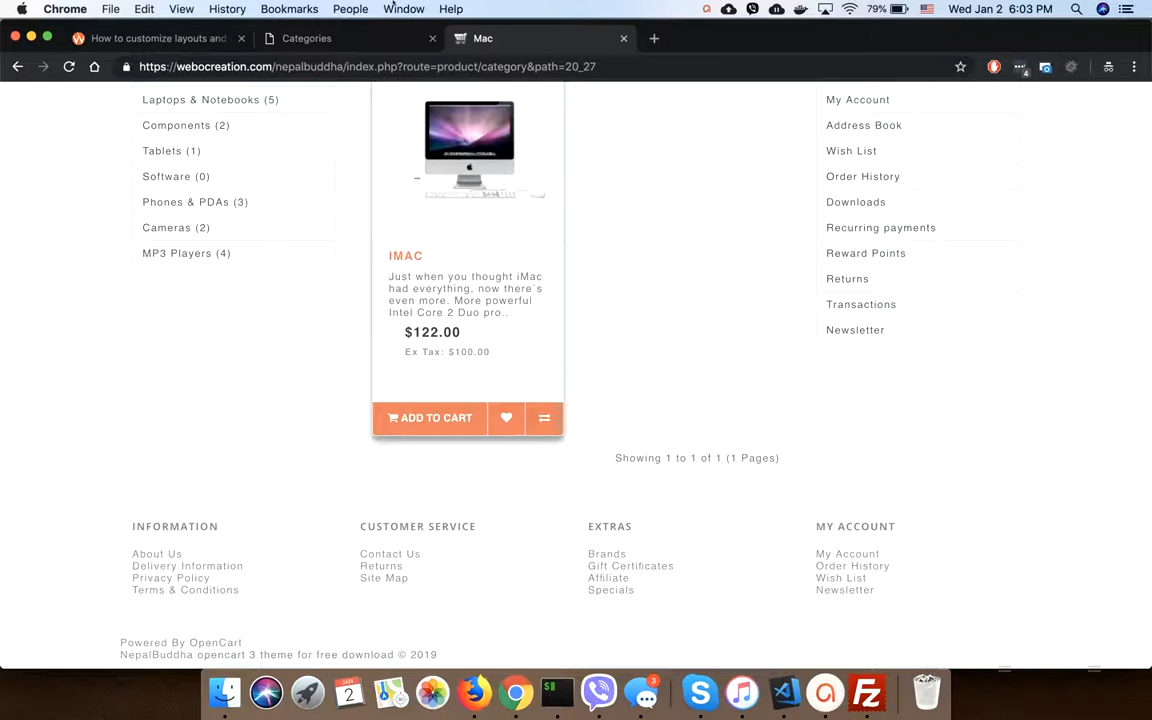 Chrome File Edit View History Bookmarks People Window Help 79% Wed Jan 2 6:03 PM
How to customize layouts and Categories Mac
https://webocreation.com/nepalbuddha/index.php?route=product/category&path=20_27
Laptops & Notebooks (5)
Components (2)
Tablets (1)
Software (0)
Phones & PDAs (3)
Cameras (2)
MP3 Players (4)
IMAC
Just when you thought iMac
had everything, now there´s
even more. More powerful
Intel Core 2 Duo pro..
$122.00
Ex Tax: $100.00
ADD TO CART
My Account
Address Book
Wish List
Order History
Downloads
Recurring payments
Reward Points
Returns
Transactions
Newsletter
Showing 1 to 1 of 1 (1 Pages)
INFORMATION
About Us
Delivery Information
Privacy Policy
Terms & Conditions
CUSTOMER SERVICE
Contact Us
Returns
Site Map
EXTRAS
Brands
Gift Certificates
Affiliate
Specials
MY ACCOUNT
My Account
Order History
Wish List
Newsletter
Powered By OpenCart
NepalBuddha opencart 3 theme for free download © 2019
JAN
2
3